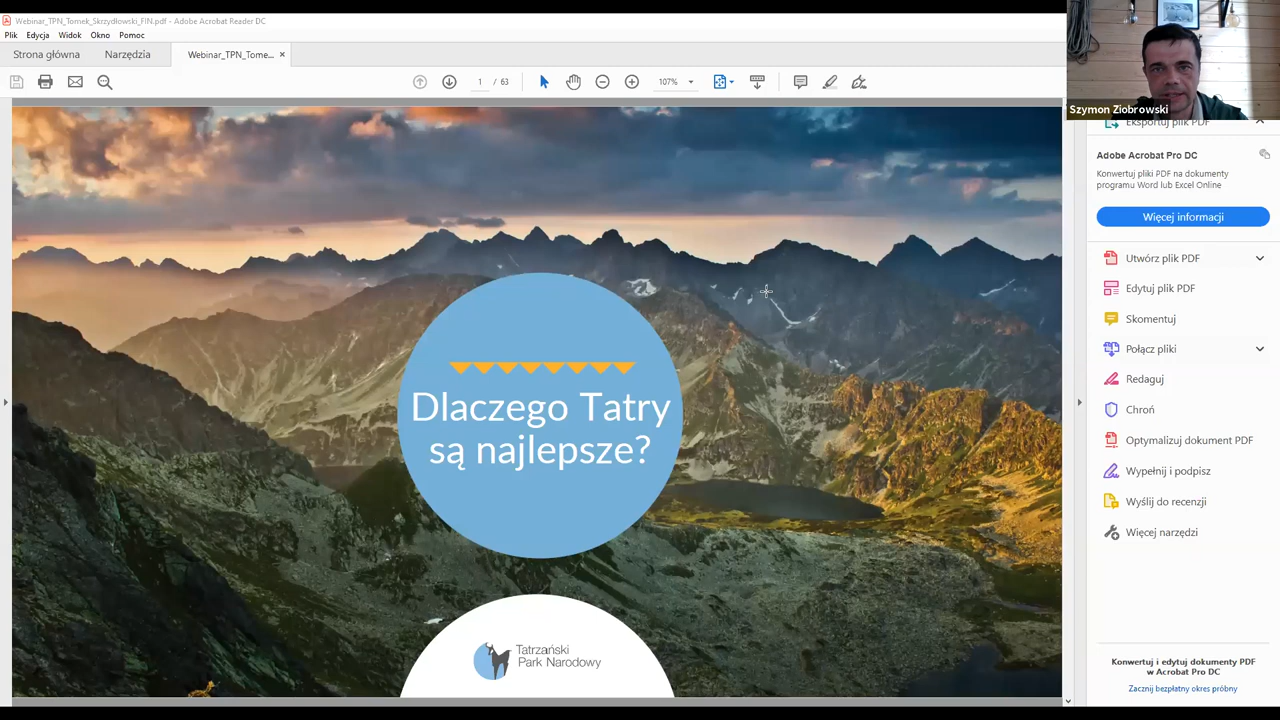 Webinar_TPN_Tomek_Skrzydłowski_FIN.pdf - Adobe Acrobat Reader DC
Plik Edycja Widok Okno Pomoc
Strona główna Narzędzia Webinar_TPN_Tome... ×
1 / 63 107%
Szymon Ziobrowski
Eksportuj plik PDF
Adobe Acrobat Pro DC
Konwertuj pliki PDF na dokumenty
programu Word lub Excel Online
Więcej informacji
Utwórz plik PDF
Edytuj plik PDF
Skomentuj
Połącz pliki
Redaguj
Chroń
Optymalizuj dokument PDF
Wypełnij i podpisz
Wyślij do recenzji
Więcej narzędzi
Konwertuj i edytuj dokumenty PDF
w Acrobat Pro DC
Zacznij bezpłatny okres próbny
Dlaczego Tatry
są najlepsze?
Tatrzański
Park Narodowy